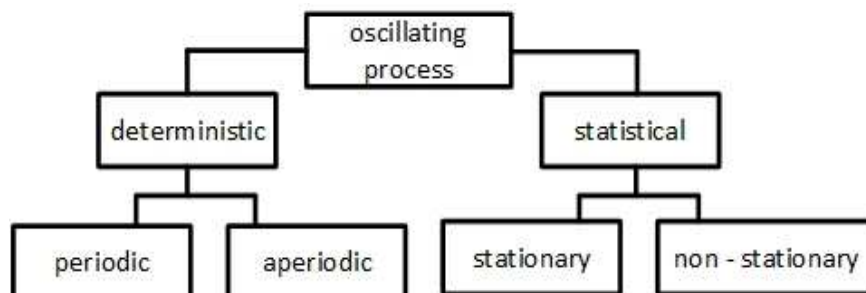 oscillating
process
deterministic
statistical
periodic
aperiodic
stationary
non - stationary